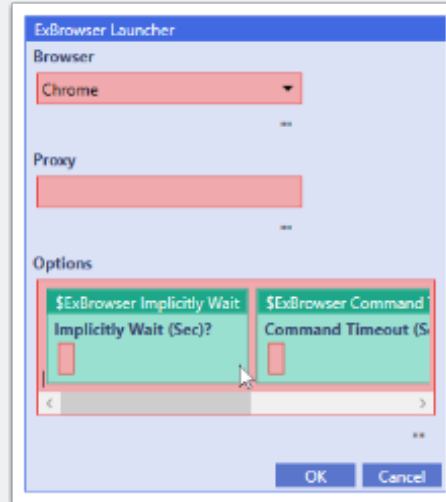 ExBrowser Launcher
Browser
Chrome
Proxy
Options
$ExBrowser Implicitly Wait $ExBrowser Command
Implicitly Wait (Sec)? Command Timeout (S
OK Cancel